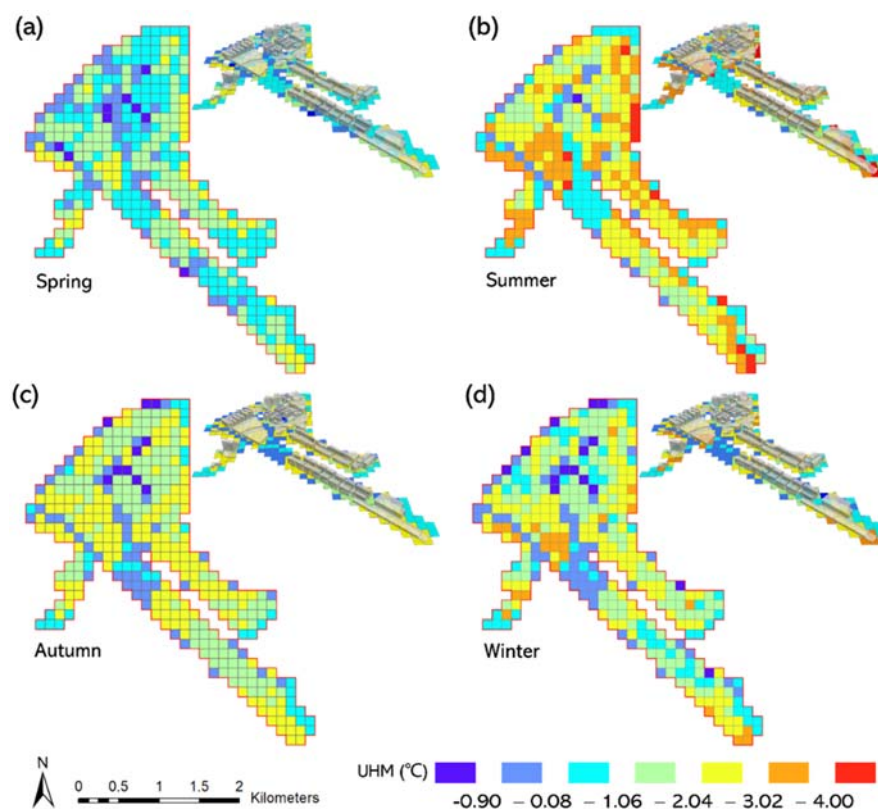 (a)
(b)
Spring
Summer
(c)
(d)
Autumn
Winter
N
0 0.5 1 1.5 2
Kilometers
UHM (°C)
-0.90 – 0.08 – 1.06 – 2.04 – 3.02 – 4.00